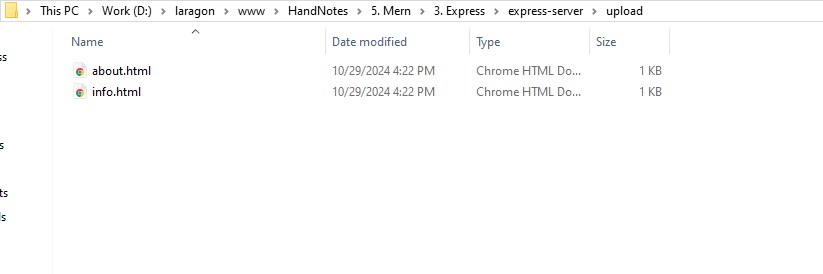 This PC > Work (D:) > laragon > www > HandNotes > 5. Mern > 3. Express > express-server > upload
Name Date modified Type Size
about.html 10/29/2024 4:22 PM Chrome HTML Do... 1 KB
info.html 10/29/2024 4:22 PM Chrome HTML Do... 1 KB
ss
s
ts
ls